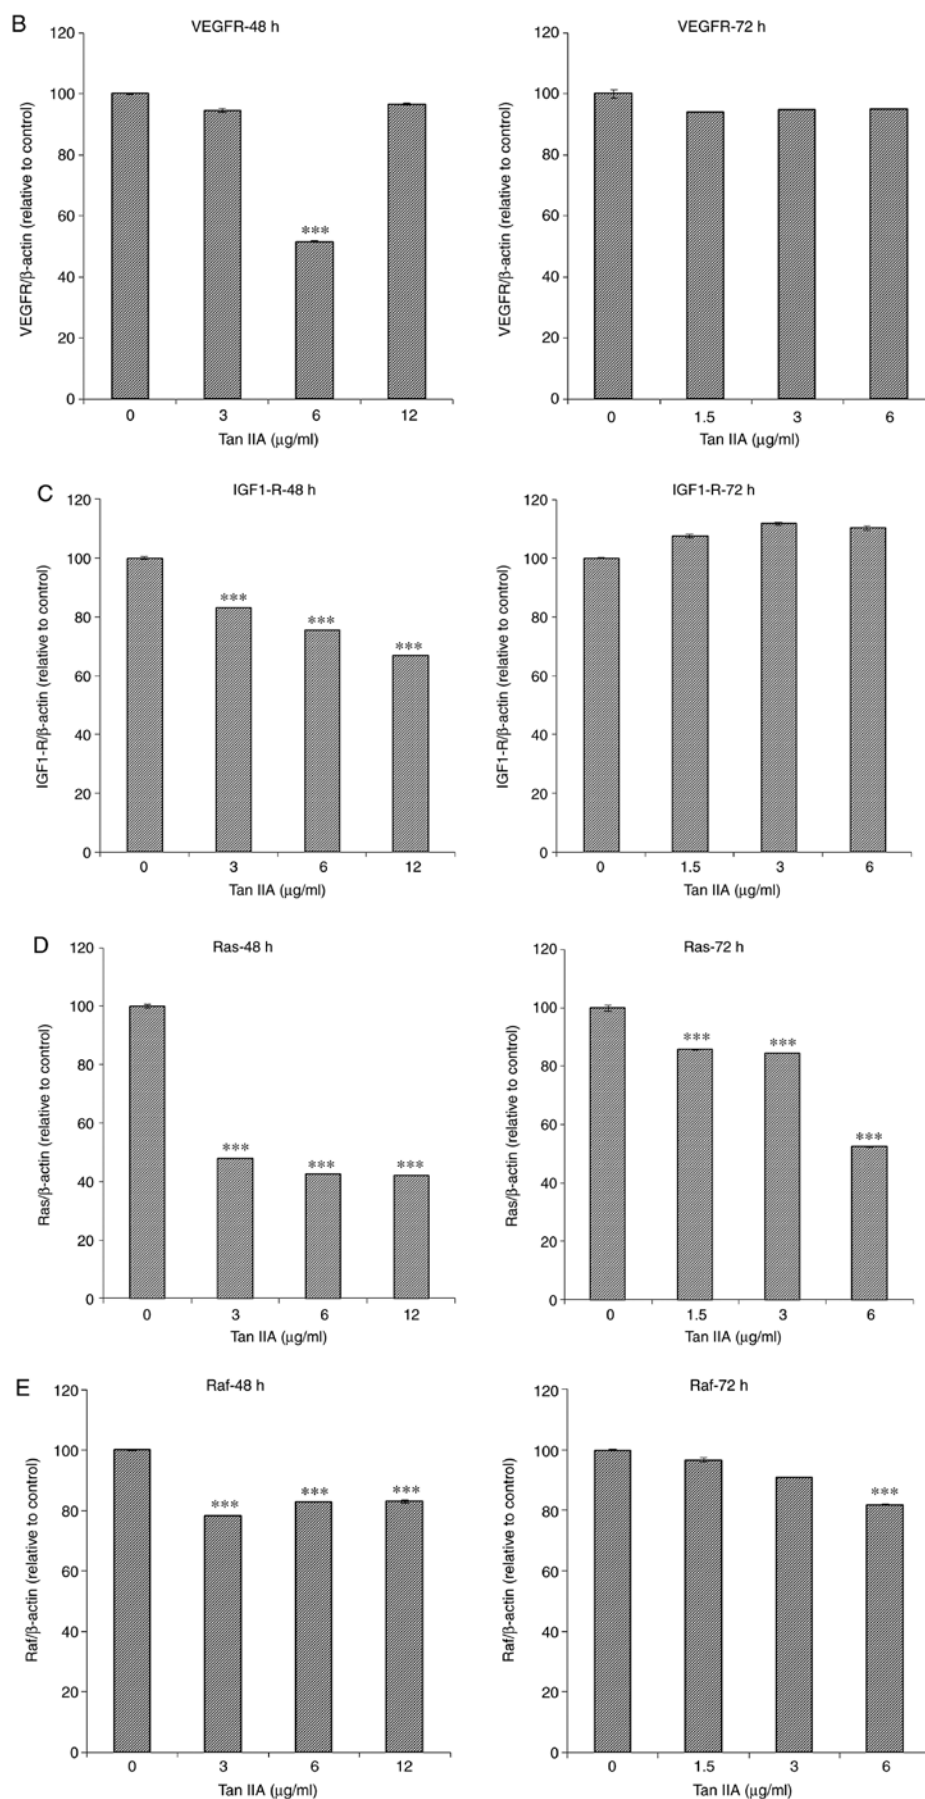 B
VEGFR-48 h
VEGFR/β-actin (relative to control)
120
100
80
60
40
20
0
***
0 3 6 12
Tan IIA (μg/ml)
VEGFR-72 h
VEGFR/β-actin (relative to control)
120
100
80
60
40
20
0
0 1.5 3 6
Tan IIA (μg/ml)
C
IGF1-R-48 h
IGF1-R/β-actin (relative to control)
120
100
80
60
40
20
0
*** *** ***
0 3 6 12
Tan IIA (μg/ml)
IGF1-R-72 h
IGF1-R/β-actin (relative to control)
120
100
80
60
40
20
0
0 1.5 3 6
Tan IIA (μg/ml)
D
Ras-48 h
Ras/β-actin (relative to control)
120
100
80
60
40
20
0
*** *** ***
0 3 6 12
Tan IIA (μg/ml)
Ras-72 h
Ras/β-actin (relative to control)
120
100
80
60
40
20
0
*** *** ***
0 1.5 3 6
Tan IIA (μg/ml)
E
Raf-48 h
Raf/β-actin (relative to control)
120
100
80
60
40
20
0
*** *** ***
0 3 6 12
Tan IIA (μg/ml)
Raf-72 h
Raf/β-actin (relative to control)
120
100
80
60
40
20
0
***
0 1.5 3 6
Tan IIA (μg/ml)